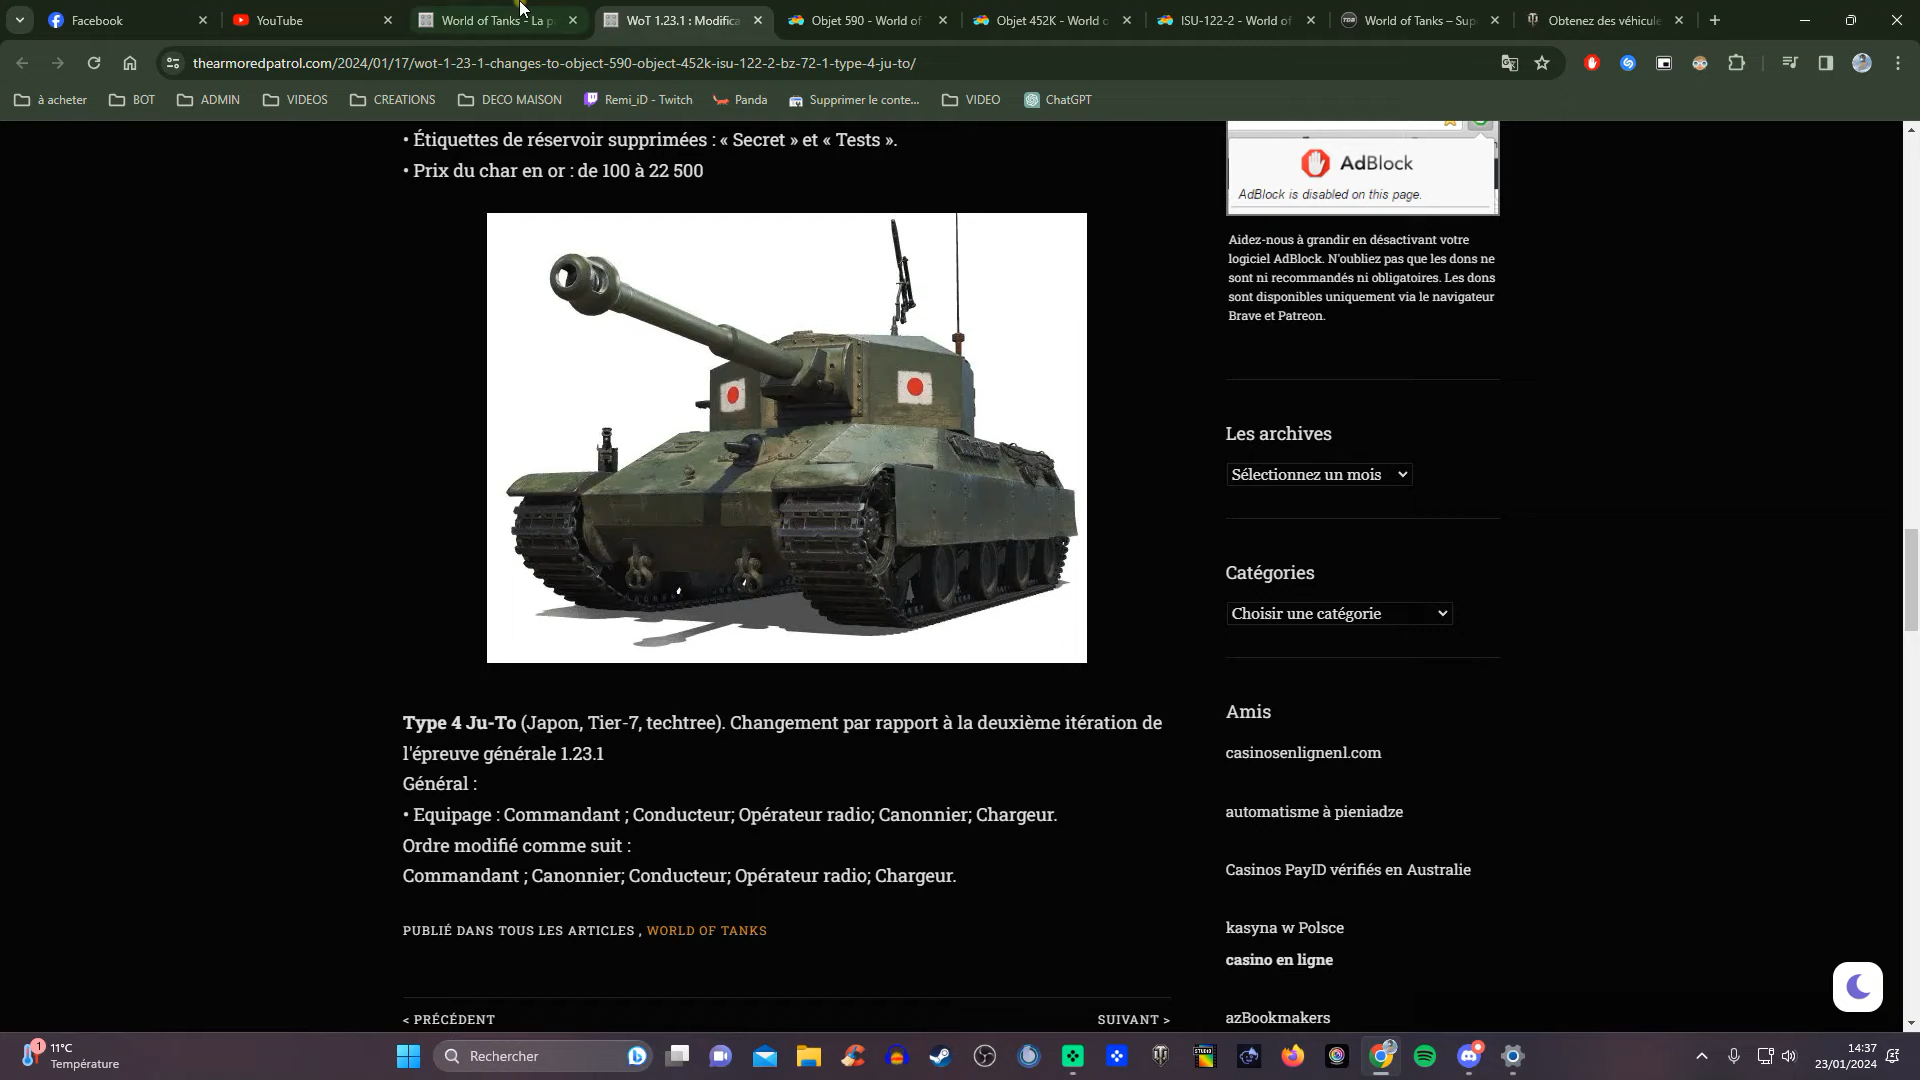 Facebook
YouTube
World of Tanks - La p
WoT 1.23.1 : Modifica
Objet 590 - World of
Objet 452K - World o
ISU-122-2 - World of
World of Tanks – Sup
Obtenez des véhicule
thearmoredpatrol.com/2024/01/17/wot-1-23-1-changes-to-object-590-object-452k-isu-122-2-bz-72-1-type-4-ju-to/
à acheter
BOT
ADMIN
VIDEOS
CREATIONS
DECO MAISON
Remi_iD - Twitch
Panda
Supprimer le conte...
VIDEO
ChatGPT
• Étiquettes de réservoir supprimées : « Secret » et « Tests ».
• Prix du char en or : de 100 à 22 500
Type 4 Ju-To (Japon, Tier-7, techtree). Changement par rapport à la deuxième itération de
l'épreuve générale 1.23.1
Général :
• Equipage : Commandant ; Conducteur; Opérateur radio; Canonnier; Chargeur.
Ordre modifié comme suit :
Commandant ; Canonnier; Conducteur; Opérateur radio; Chargeur.
PUBLIÉ DANS TOUS LES ARTICLES , WORLD OF TANKS
< PRÉCÉDENT
SUIVANT >
AdBlock
AdBlock is disabled on this page.
Aidez-nous à grandir en désactivant votre
logiciel AdBlock. N'oubliez pas que les dons ne
sont ni recommandés ni obligatoires. Les dons
sont disponibles uniquement via le navigateur
Brave et Patreon.
Les archives
Sélectionnez un mois
Catégories
Choisir une catégorie
Amis
casinosenlignenl.com
automatisme à pieniadze
Casinos PayID vérifiés en Australie
kasyna w Polsce
casino en ligne
azBookmakers
1
11°C
Température
Rechercher
STUDIO
14:37
23/01/2024